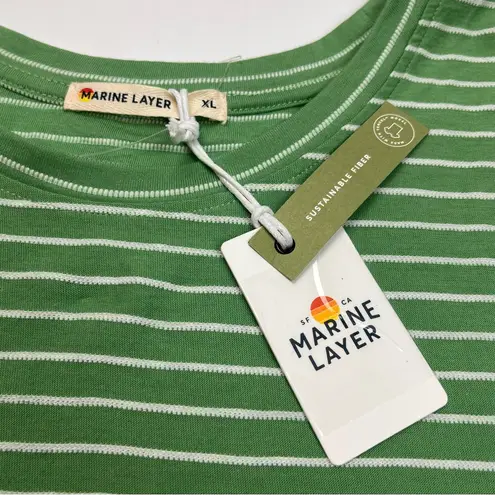 MARINE LAYER XL
SUSTAINABLE FIBER
SF CA
MARINE
LAYER